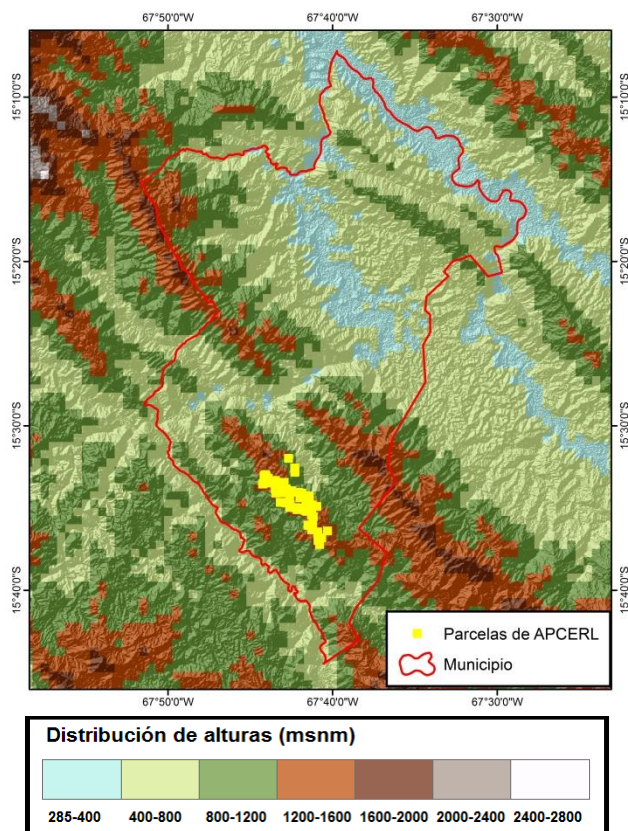 67°50'0"W 67°40'0"W 67°30'0"W
15°10'0"S 15°10'0"S
15°20'0"S 15°20'0"S
15°30'0"S 15°30'0"S
15°40'0"S 15°40'0"S
Parcelas de APCERL
Municipio
67°50'0"W 67°40'0"W 67°30'0"W
Distribución de alturas (msnm)
285-400 400-800 800-1200 1200-1600 1600-2000 2000-2400 2400-2800